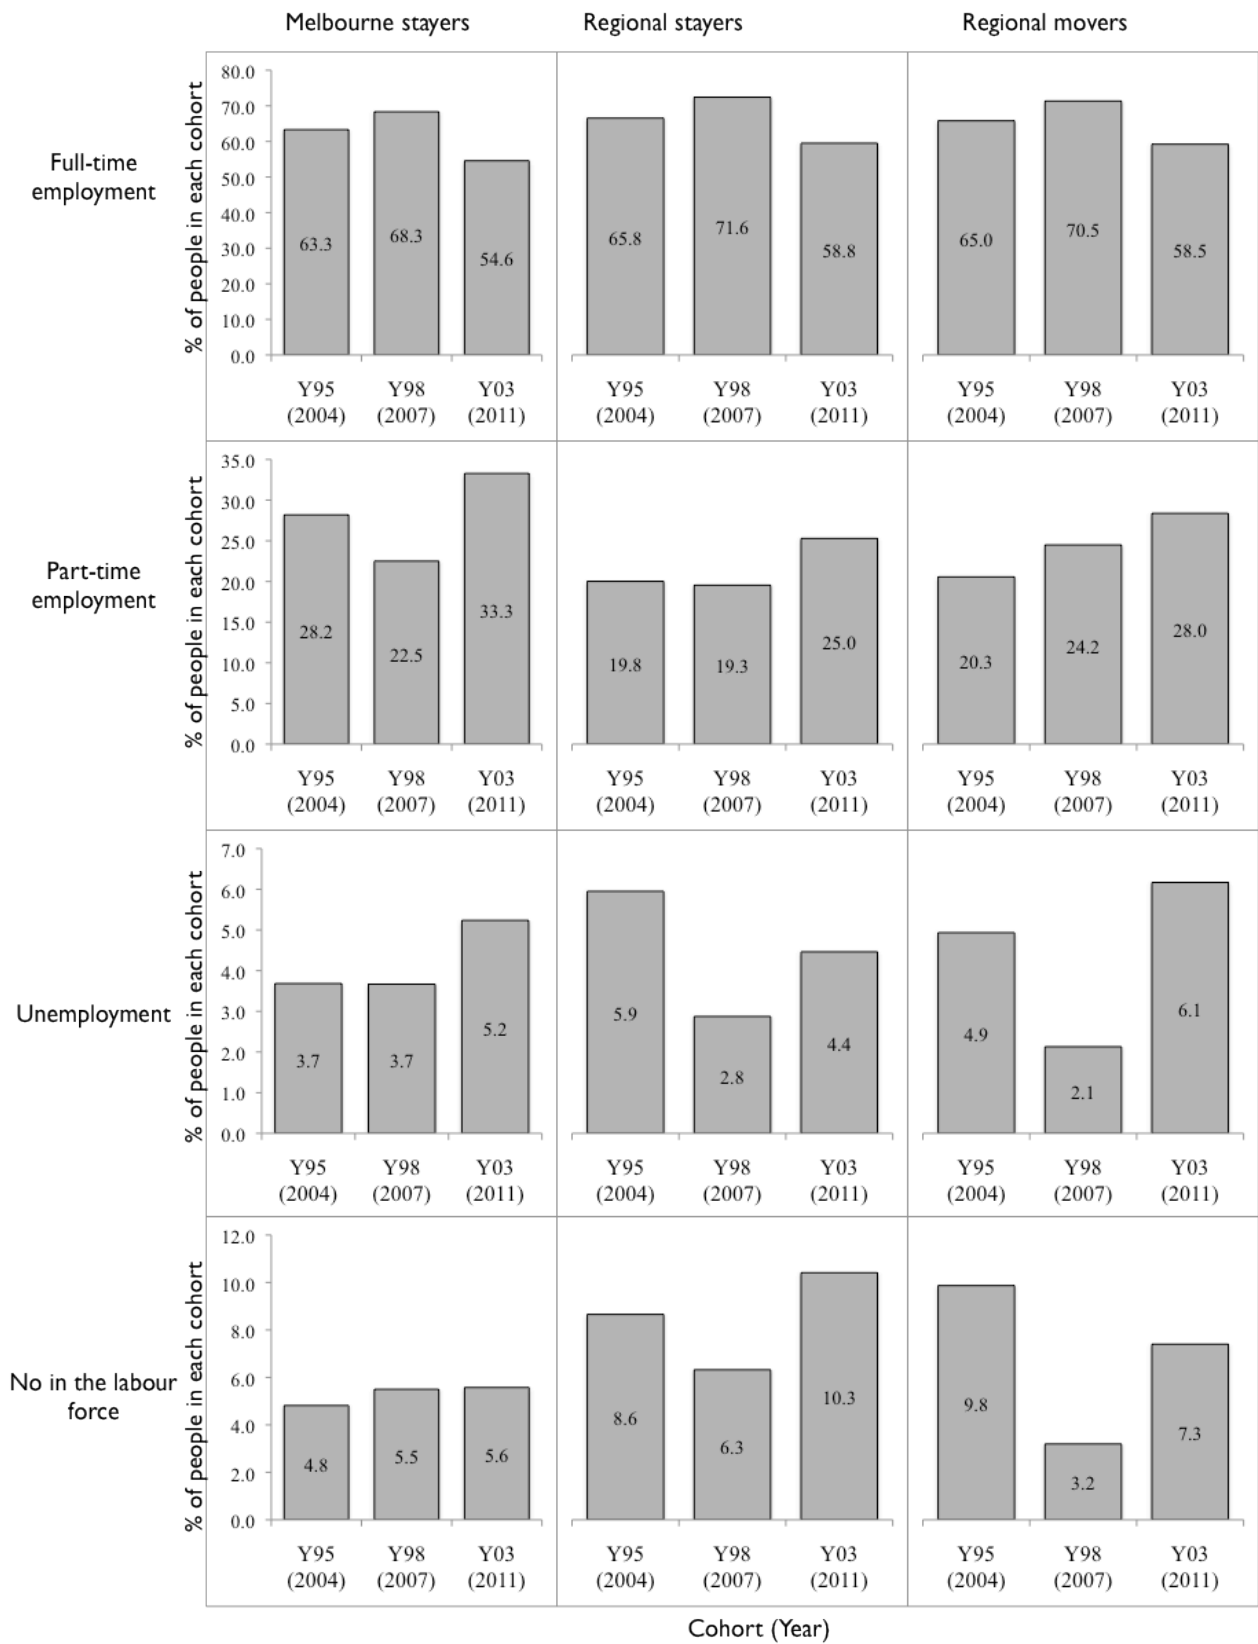 Melbourne stayers
Regional stayers
Regional movers
Full-time
employment
% of people in each cohort
80.0
70.0
60.0
50.0
40.0
30.0
20.0
10.0
0.0
63.3
68.3
54.6
65.8
71.6
58.8
65.0
70.5
58.5
Y95 Y98 Y03
(2004) (2007) (2011)
Y95 Y98 Y03
(2004) (2007) (2011)
Y95 Y98 Y03
(2004) (2007) (2011)
Part-time
employment
% of people in each cohort
35.0
30.0
25.0
20.0
15.0
10.0
5.0
0.0
28.2
22.5
33.3
19.8
19.3
25.0
20.3
24.2
28.0
Y95 Y98 Y03
(2004) (2007) (2011)
Y95 Y98 Y03
(2004) (2007) (2011)
Y95 Y98 Y03
(2004) (2007) (2011)
Unemployment
% of people in each cohort
7.0
6.0
5.0
4.0
3.0
2.0
1.0
0.0
3.7
3.7
5.2
5.9
2.8
4.4
4.9
2.1
6.1
Y95 Y98 Y03
(2004) (2007) (2011)
Y95 Y98 Y03
(2004) (2007) (2011)
Y95 Y98 Y03
(2004) (2007) (2011)
No in the labour
force
% of people in each cohort
12.0
10.0
8.0
6.0
4.0
2.0
0.0
4.8
5.5
5.6
8.6
6.3
10.3
9.8
3.2
7.3
Y95 Y98 Y03
(2004) (2007) (2011)
Y95 Y98 Y03
(2004) (2007) (2011)
Y95 Y98 Y03
(2004) (2007) (2011)
Cohort (Year)